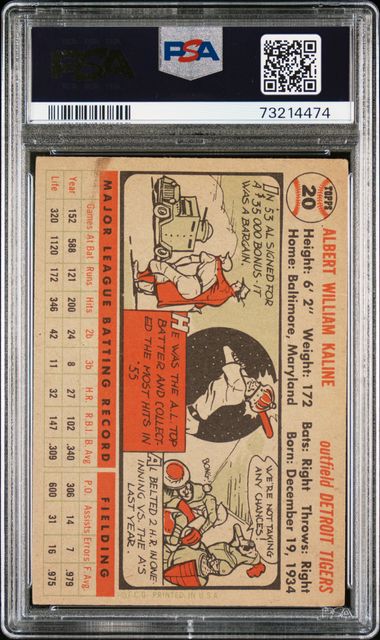 PSA
PSA
73214474
TOPPS
20
ALBERT WILLIAM KALINE
outfield DETROIT TIGERS
Height: 6' 2" Weight: 172 Bats: Right Throws: Right
Home: Baltimore, Maryland Born: December 19, 1934
IN '53 AL SIGNED FOR
A $35,000 BONUS-IT
WAS A BARGAIN.
HE WAS THE A.L. TOP
BATTER AND COLLECT-
ED THE MOST HITS IN
'55
WE'RE NOT TAKING
ANY CHANCES!
BONG!
AL BELTED 2 H.R. IN ONE
INNING VS. THE A'S
LAST YEAR.
MAJOR LEAGUE BATTING RECORD FIELDING
Games At Bat Runs Hits 2b 3b H.R. R.B.I. B. Avg. P.O. Assists Errors F. Avg.
Year 152 588 121 200 24 8 27 102 .340 306 14 7 .979
Life 320 1120 172 346 42 11 32 147 .309 600 31 16 .975
©T.C.G. PRINTED IN U.S.A.